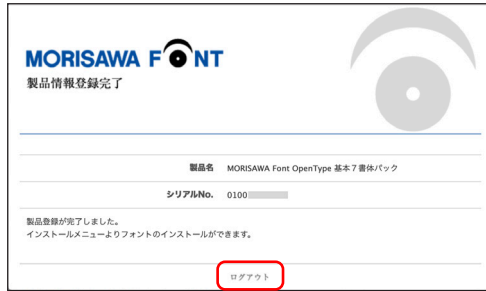 MORISAWA FONT
製品情報登録完了
製品名 MORISAWA Font OpenType 基本7書体パック
シリアルNo. 0100
製品登録が完了しました。
インストールメニューよりフォントのインストールができます。
ログアウト